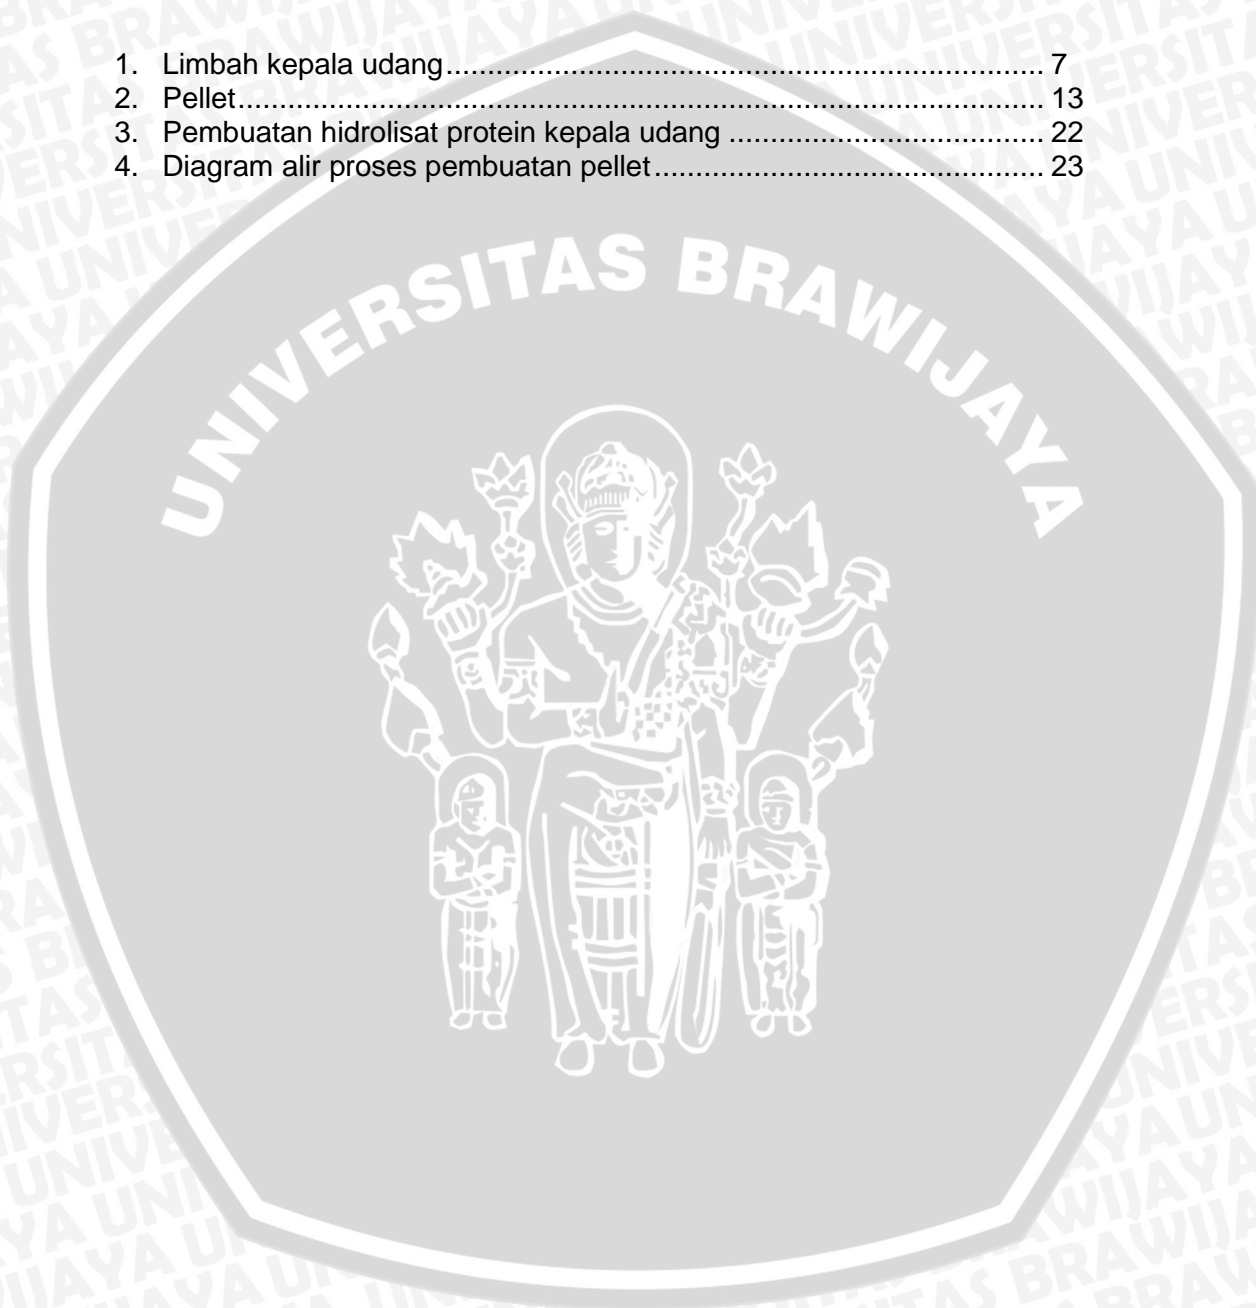 1. Limbah kepala udang........................................................................ 7
2. Pellet................................................................................................. 13
3. Pembuatan hidrolisat protein kepala udang ...................................... 22
4. Diagram alir proses pembuatan pellet............................................... 23
UNIVERSITAS BRAWIJAYA